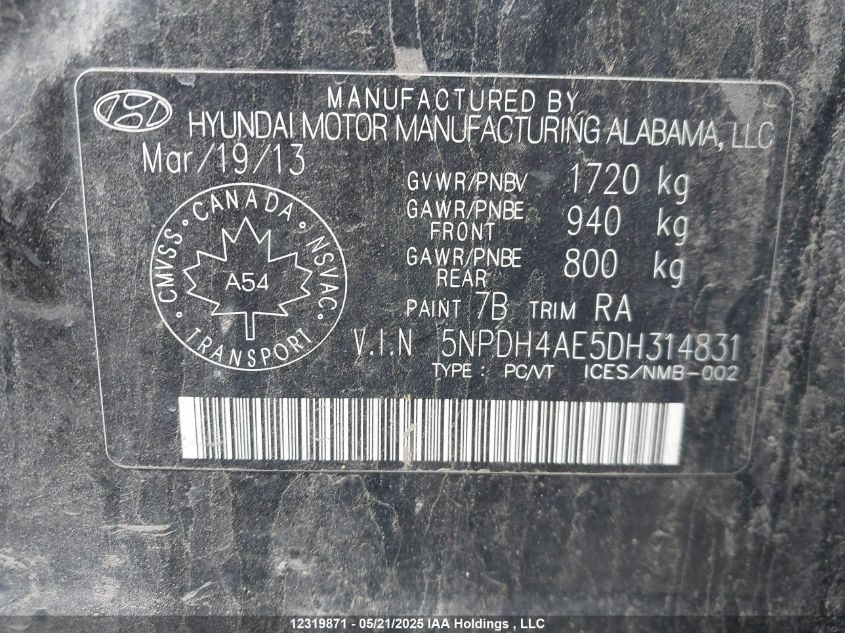 MANUFACTURED BY
HYUNDAI MOTOR MANUFACTURING ALABAMA, LLC
Mar/19/13
GVWR/PNBV 1720 kg
GAWR/PNBE FRONT 940 kg
GAWR/PNBE REAR 800 kg
CANADA
CMVSS NSVAC
A54
TRANSPORT
PAINT 7B TRIM RA
V.I.N 5NPDH4AE5DH314831
TYPE: PC/VT ICES/NMB-002
12319871 - 05/21/2025 IAA Holdings , LLC